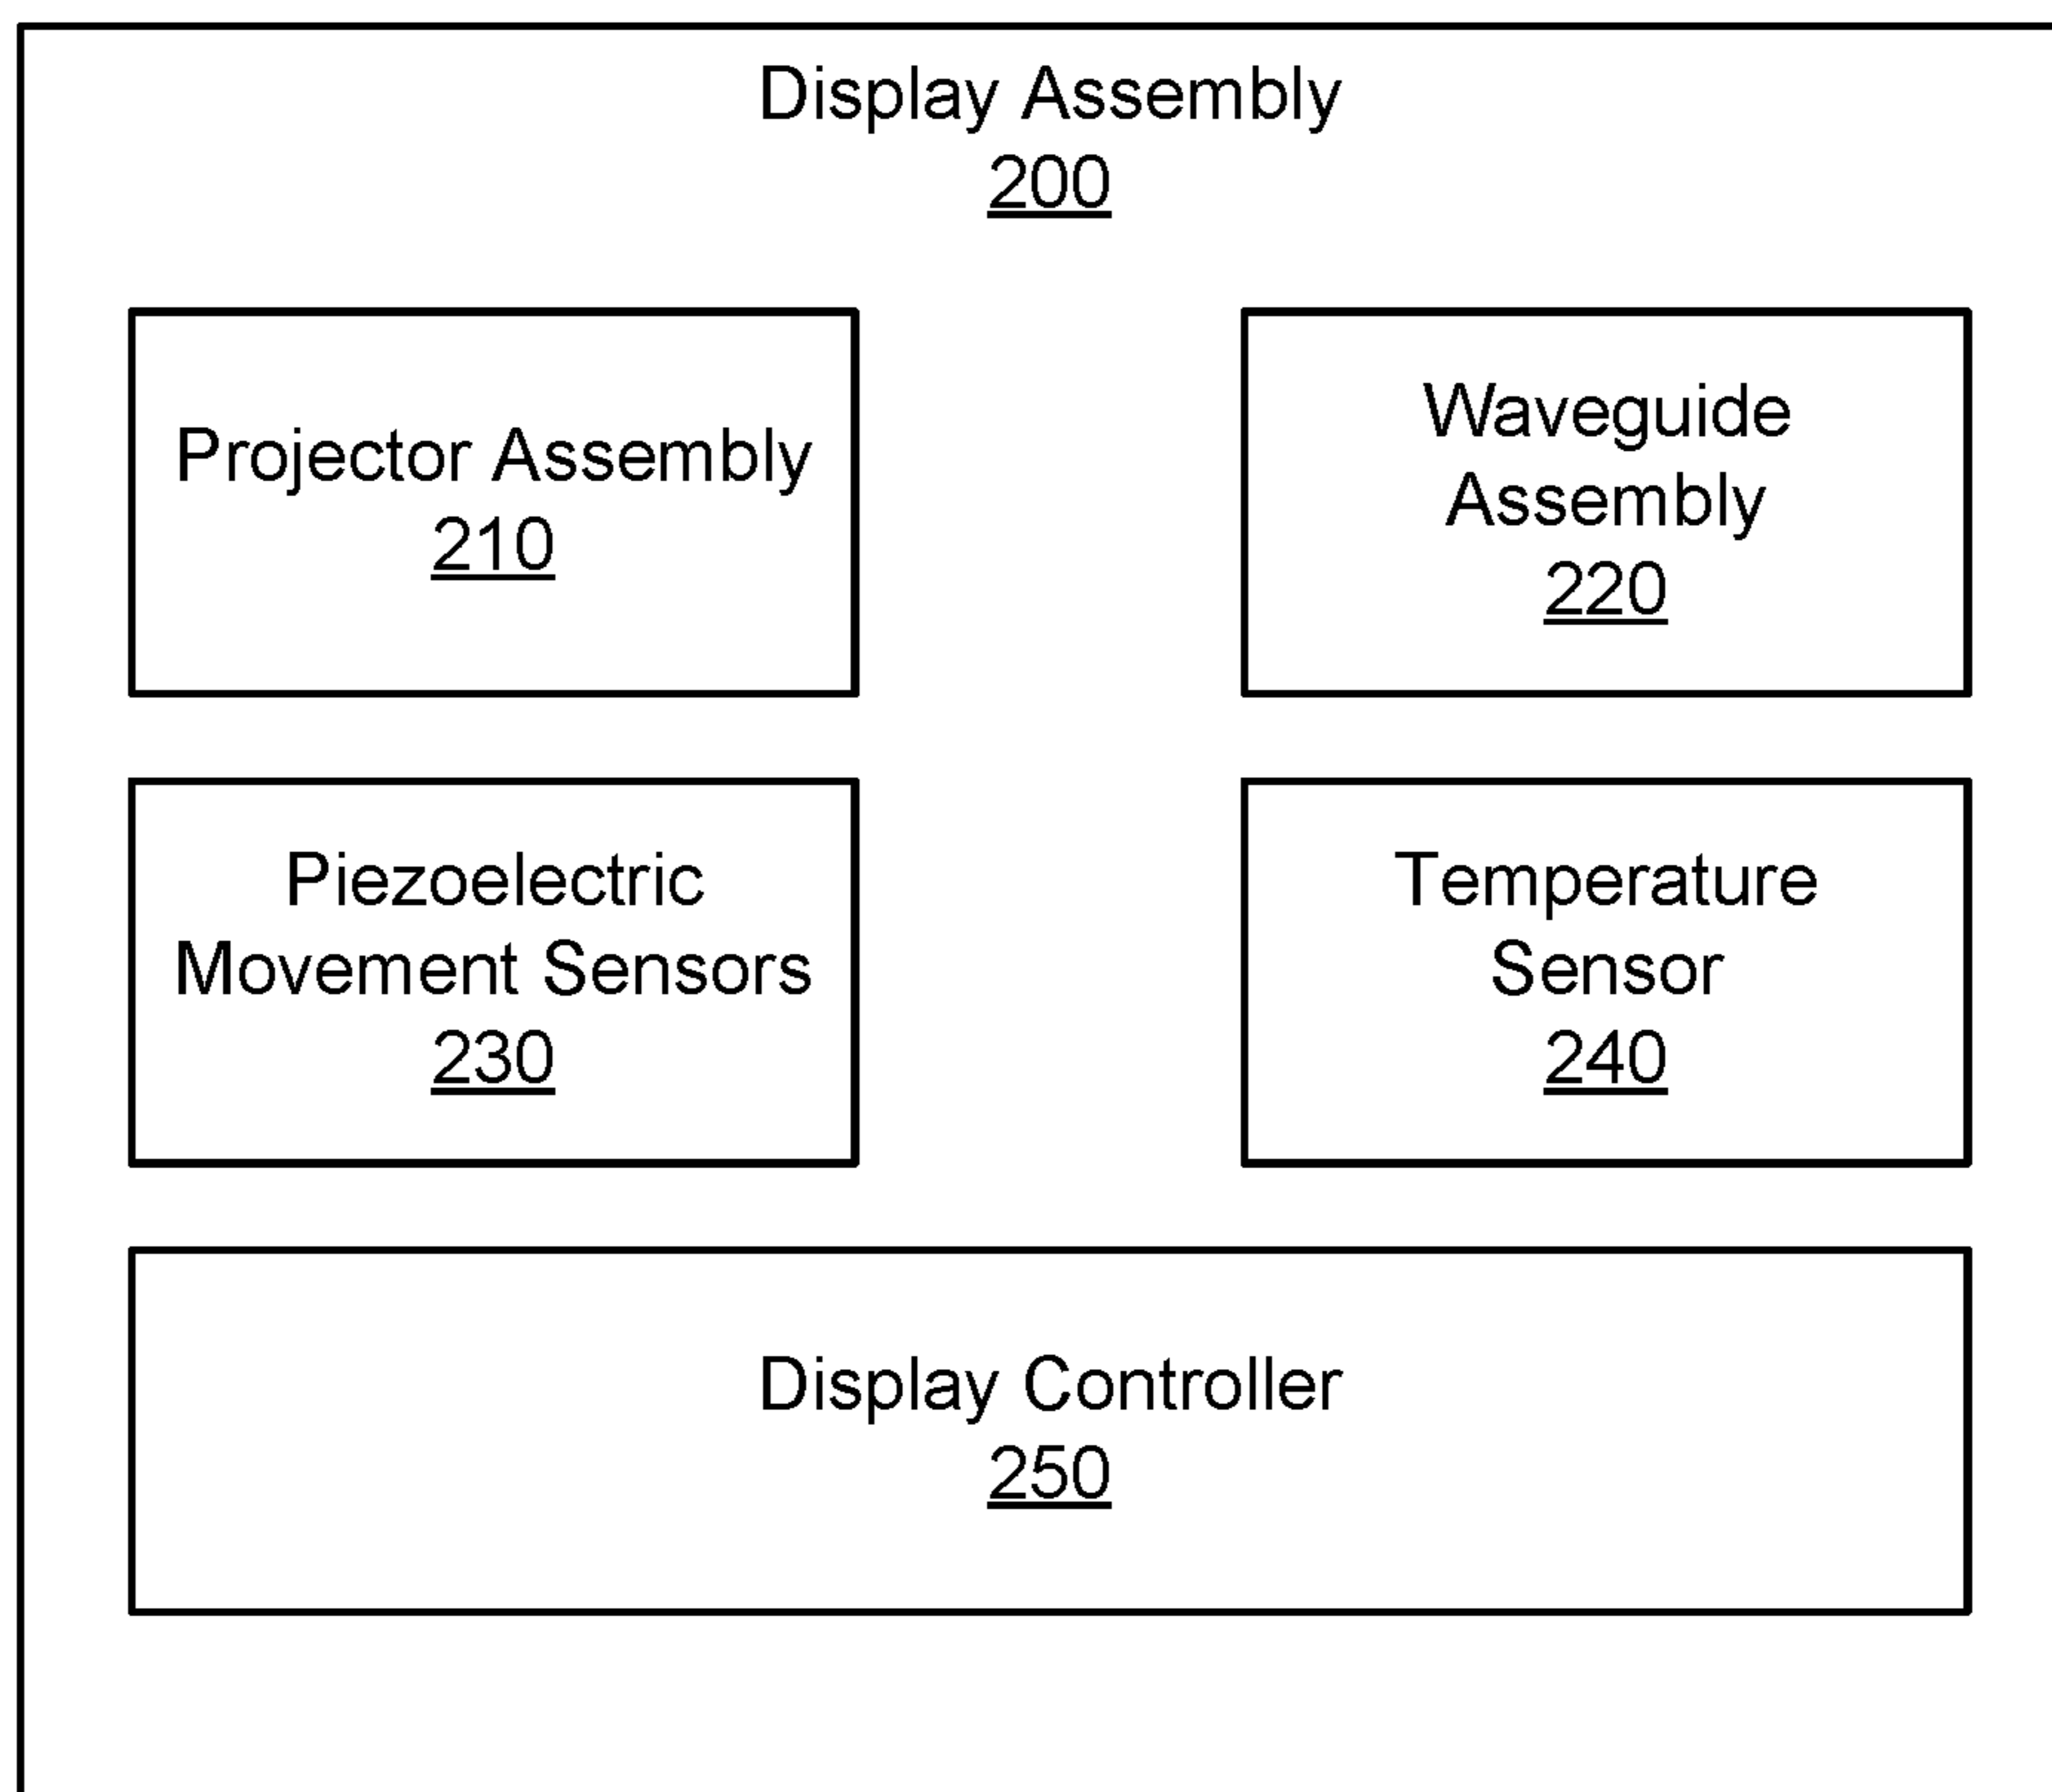 Display Assembly
200
Projector Assembly
210
Waveguide
Assembly
220
Piezoelectric
Movement Sensors
230
Temperature
Sensor
240
Display Controller
250